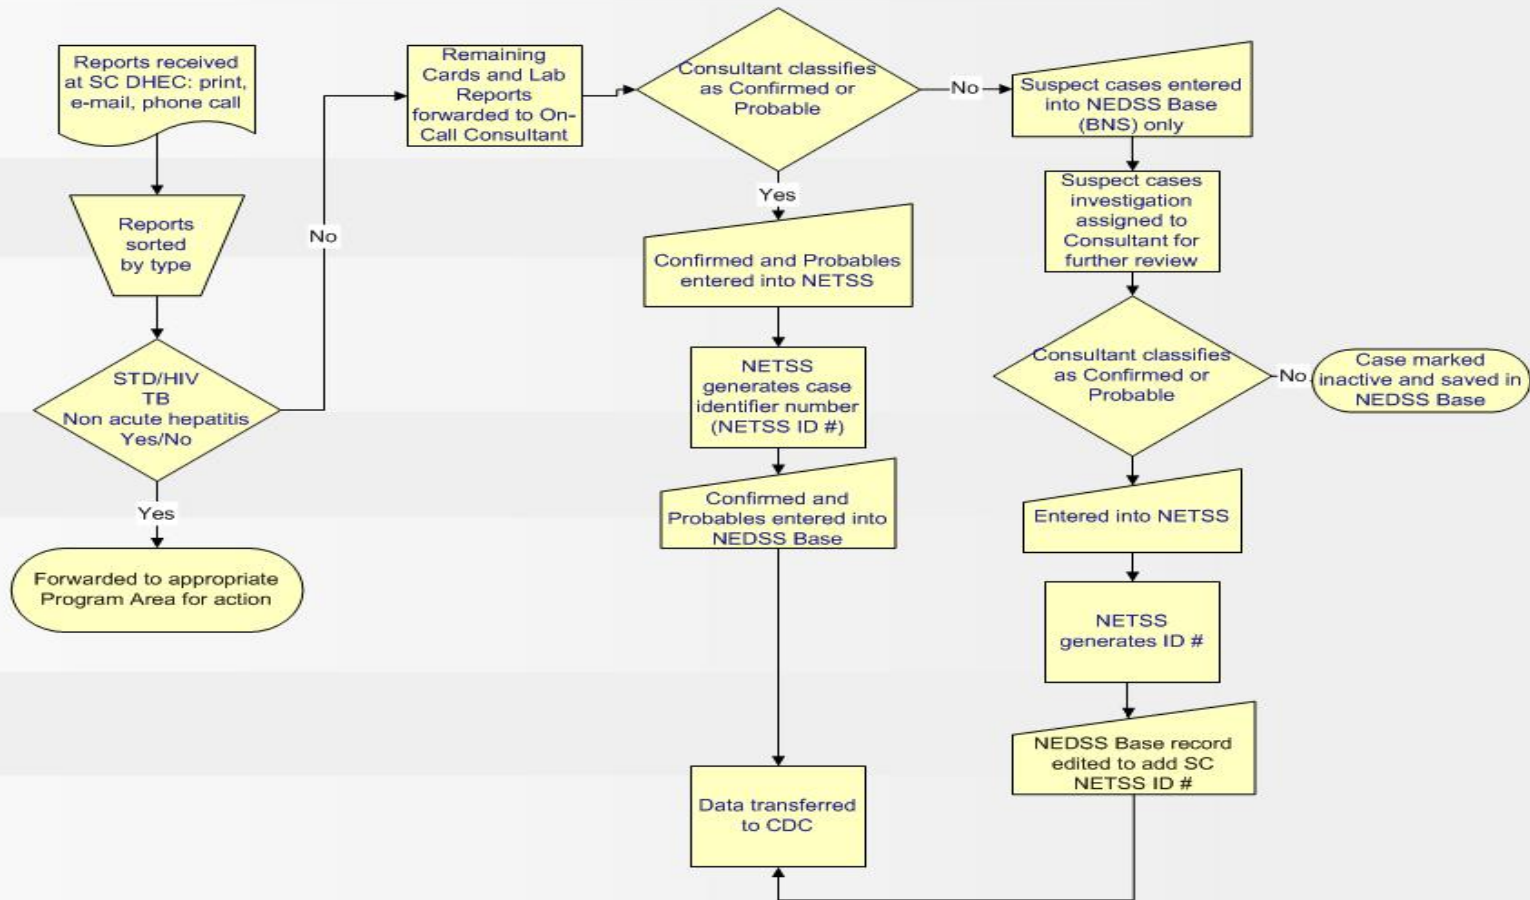 Reports received
at SC DHEC: print,
e-mail, phone call
Reports
sorted
by type
STD/HIV
TB
Non acute hepatitis
Yes/No
Yes
Forwarded to appropriate
Program Area for action
No
Remaining
Cards and Lab
Reports
forwarded to On-
Call Consultant
Consultant classifies
as Confirmed or
Probable
Yes
Confirmed and Probables
entered into NETSS
NETSS
generates case
identifier number
(NETSS ID #)
Confirmed and
Probables entered into
NEDSS Base
Data transferred
to CDC
No
Suspect cases entered
into NEDSS Base
(BNS) only
Suspect cases
investigation
assigned to
Consultant for
further review
Consultant classifies
as Confirmed or
Probable
No
Case marked
inactive and saved in
NEDSS Base
Entered into NETSS
NETSS
generates ID #
NEDSS Base record
edited to add SC
NETSS ID #